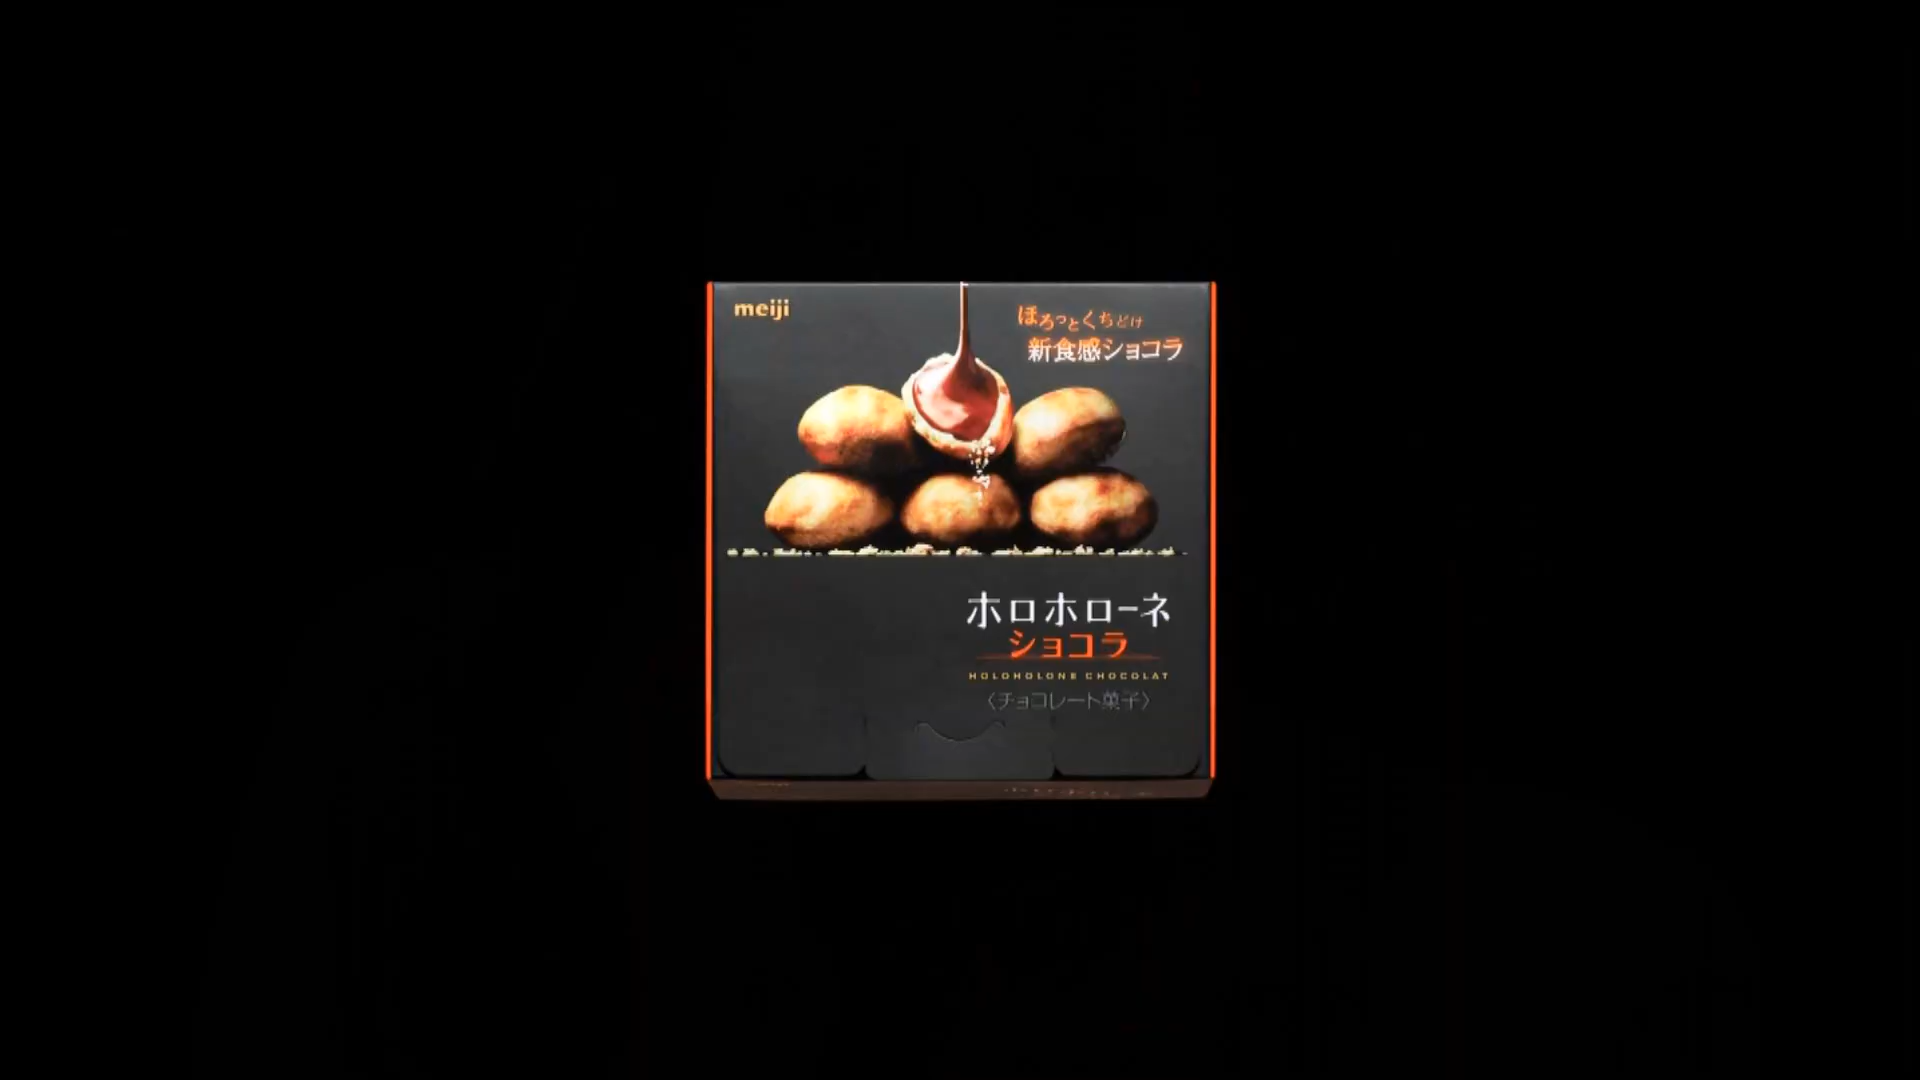 meiji
ほろっとくちどけ
新食感ショコラ
ホロホローネ
ショコラ
HOLOHOLONE CHOCOLAT
〈チョコレート菓子〉